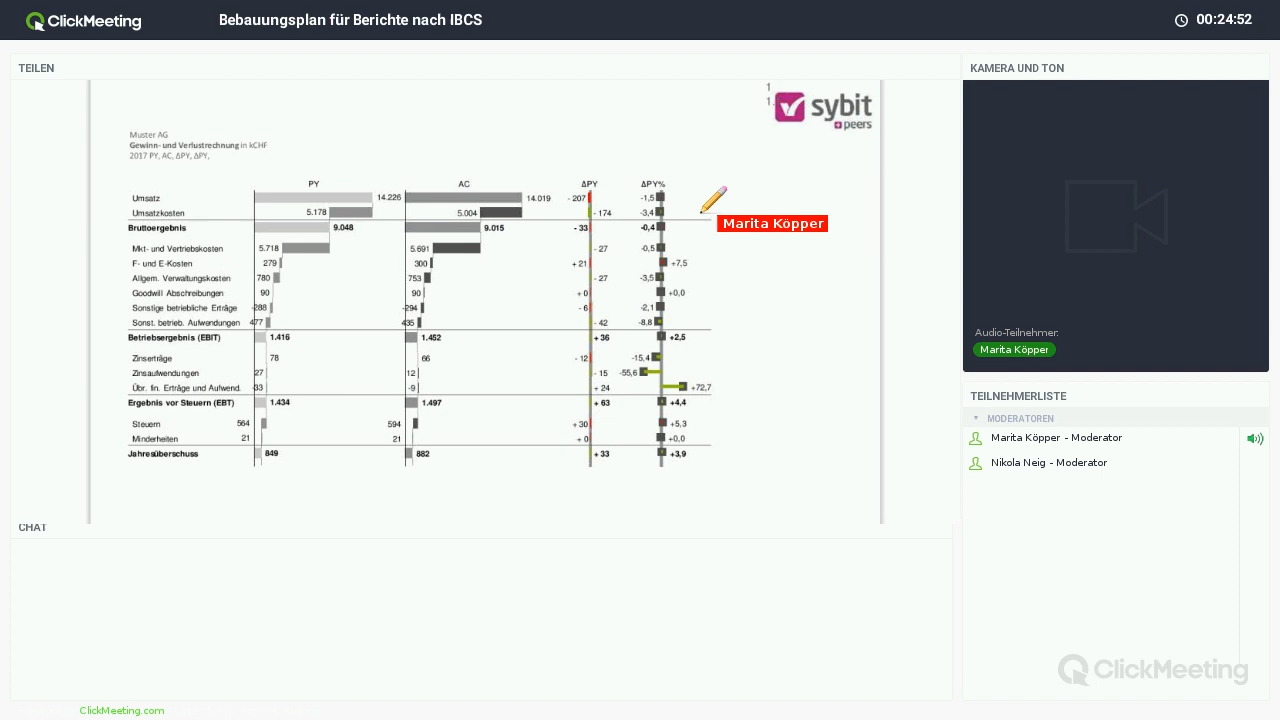 ClickMeeting
Bebauungsplan für Berichte nach IBCS
00:24:52
TEILEN
KAMERA UND TON
1
1.
sybit
peers
Muster AG
Gewinn- und Verlustrechnung in kCHF
2017 PY, AC, ΔPY, ΔPY,
PY AC ΔPY ΔPY%
Umsatz 14.226 14.019 - 207 -1,5
Umsatzkosten 5.178 5.004 - 174 -3,4
Bruttoergebnis 9.048 9.015 - 33 -0,4
Mkt- und Vertriebskosten 5.718 5.691 - 27 -0,5
F- und E-Kosten 279 300 + 21 +7,5
Allgem. Verwaltungskosten 780 753 - 27 -3,5
Goodwill Abschreibungen 90 90 + 0 +0,0
Sonstige betriebliche Erträge -288 -294 - 6 -2,1
Sonst. betrieb. Aufwendungen 477 435 - 42 -8.8
Betriebsergebnis (EBIT) 1.416 1.452 + 36 +2,5
Zinserträge 78 66 - 12 -15,4
Zinsaufwendungen 27 12 - 15 -55,6
Übr. fin. Erträge und Aufwend. -33 -9 + 24 +72,7
Ergebnis vor Steuern (EBT) 1.434 1.497 + 63 +4,4
Steuern 564 594 + 30 +5,3
Minderheiten 21 21 + 0 +0,0
Jahresüberschuss 849 882 + 33 +3,9
Marita Köpper
Audio-Teilnehmer:
Marita Köpper
TEILNEHMERLISTE
MODERATOREN
Marita Köpper - Moderator
Nikola Neig - Moderator
CHAT
ClickMeeting
ClickMeeting.com